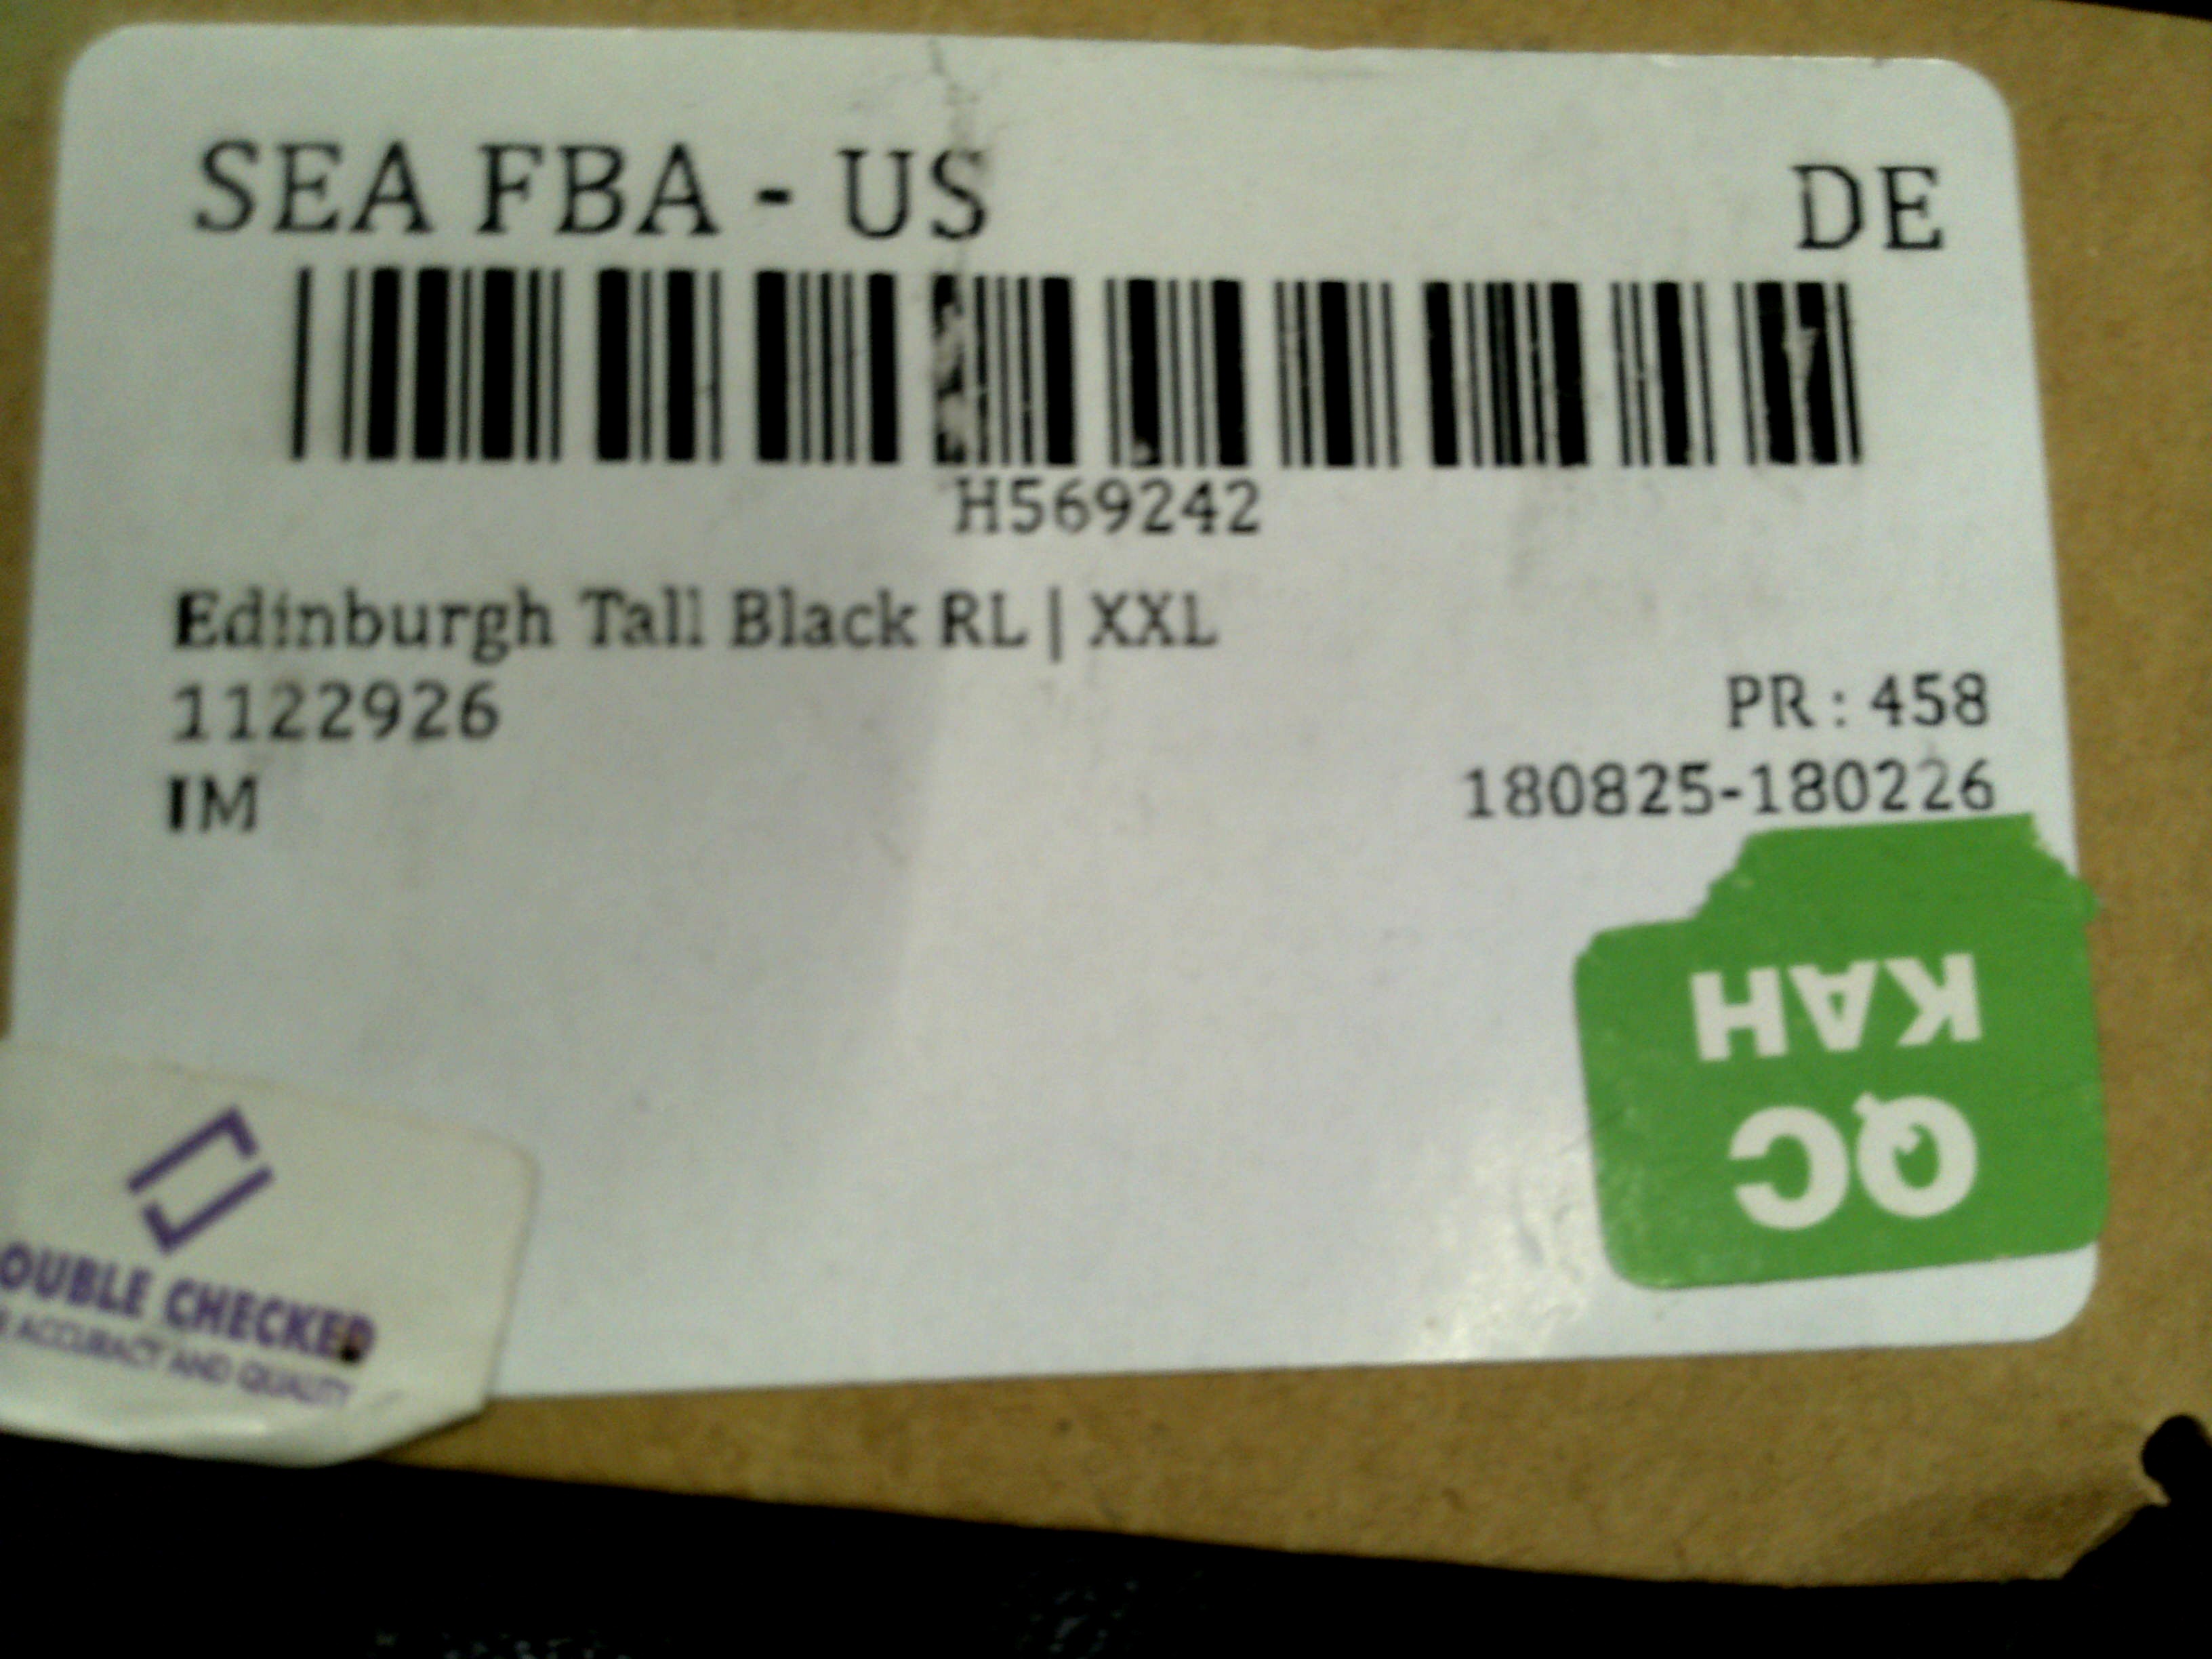 SEA FBA - US DE
H569242
Edinburgh Tall Black RL | XXL
1122926
PR : 458
IM
180825-180226
QC
KAH
OUBLE CHECKED
ACCURACY AND QUALITY